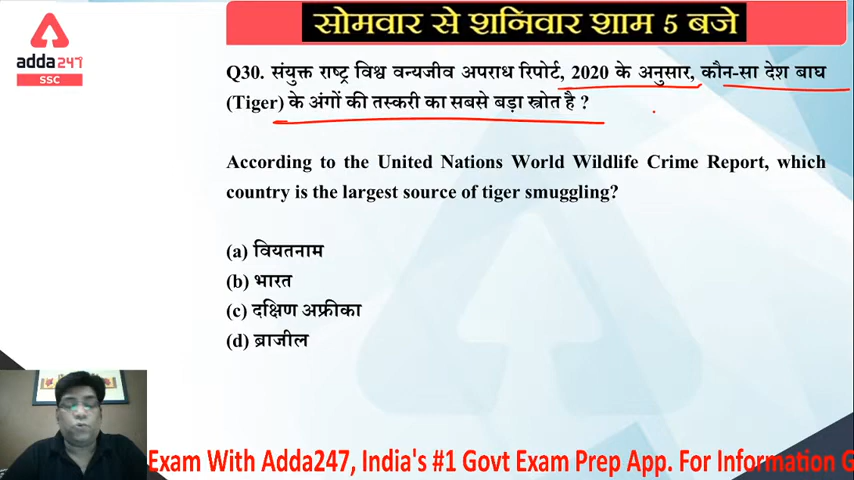 सोमवार से शनिवार शाम 5 बजे
adda247
SSC
Q30. संयुक्त राष्ट्र विश्व वन्यजीव अपराध रिपोर्ट, 2020 के अनुसार, कौन-सा देश बाघ
(Tiger) के अंगों की तस्करी का सबसे बड़ा स्त्रोत है ?
According to the United Nations World Wildlife Crime Report, which
country is the largest source of tiger smuggling?
(a) वियतनाम
(b) भारत
(c) दक्षिण अफ्रीका
(d) ब्राजील
Exam With Adda247, India's #1 Govt Exam Prep App. For Information G